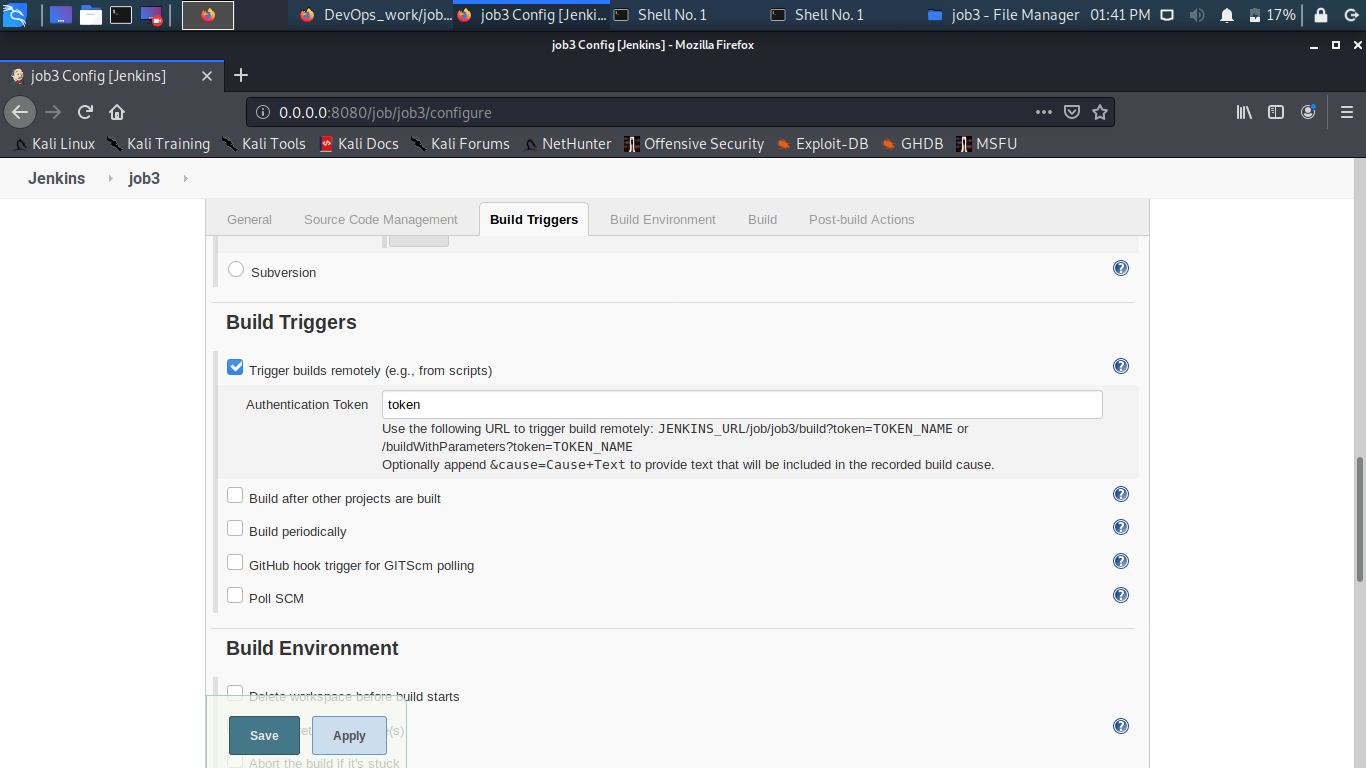 DevOps_work/job... job3 Config [Jenki... Shell No. 1 Shell No. 1 job3 - File Manager 01:41 PM 17%
job3 Config [Jenkins] - Mozilla Firefox
job3 Config [Jenkins]
0.0.0.0:8080/job/job3/configure
Kali Linux Kali Training Kali Tools Kali Docs Kali Forums NetHunter Offensive Security Exploit-DB GHDB MSFU
Jenkins job3
General Source Code Management Build Triggers Build Environment Build Post-build Actions
Subversion
Build Triggers
Trigger builds remotely (e.g., from scripts)
Authentication Token token
Use the following URL to trigger build remotely: JENKINS_URL/job/job3/build?token=TOKEN_NAME or
/buildWithParameters?token=TOKEN_NAME
Optionally append &cause=Cause+Text to provide text that will be included in the recorded build cause.
Build after other projects are built
Build periodically
GitHub hook trigger for GITScm polling
Poll SCM
Build Environment
Delete workspace before build starts
Save Apply
Abort the build if it's stuck